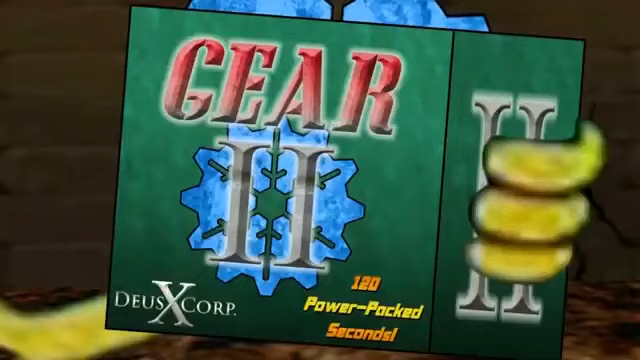 GEAR
II
II
DEUS X CORP.
120
Power-Packed
Seconds!